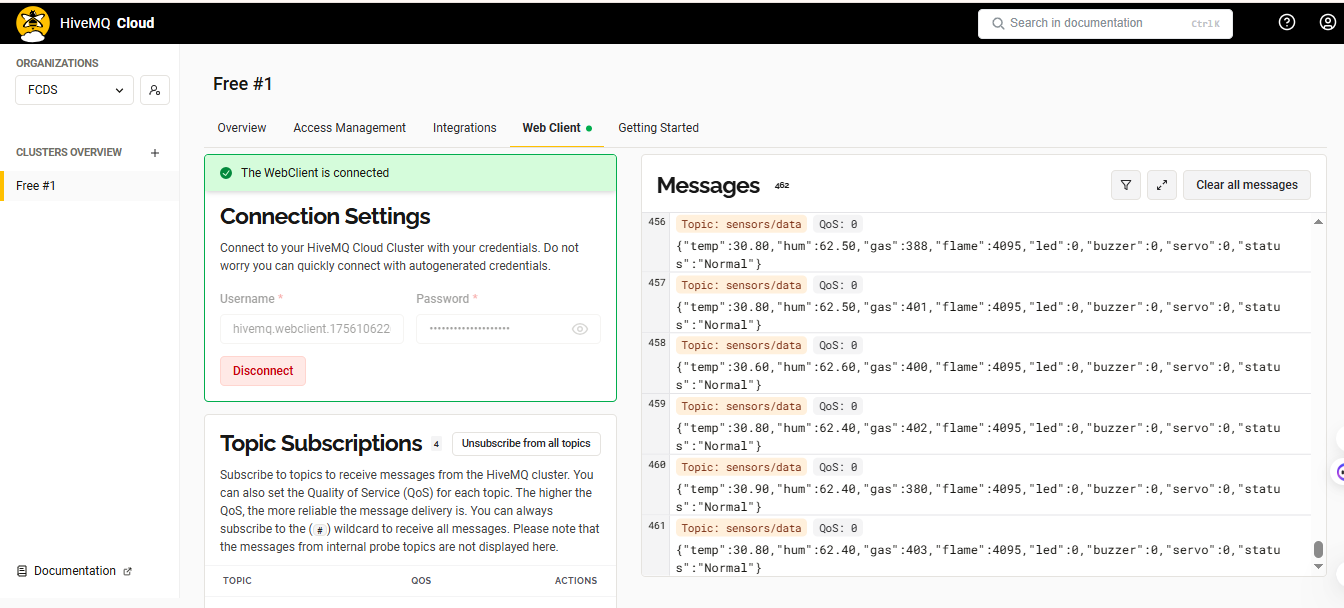 HiveMQ Cloud
Search in documentation Ctrl K
ORGANIZATIONS
FCDS
CLUSTERS OVERVIEW +
Free #1
Documentation
Free #1
Overview Access Management Integrations Web Client Getting Started
The WebClient is connected
Connection Settings
Connect to your HiveMQ Cloud Cluster with your credentials. Do not
worry you can quickly connect with autogenerated credentials.
Username * Password *
hivemq.webclient.175610622 •••••••••••••••••••
Disconnect
Topic Subscriptions 4 Unsubscribe from all topics
Subscribe to topics to receive messages from the HiveMQ cluster. You
can also set the Quality of Service (QoS) for each topic. The higher the
QoS, the more reliable the message delivery is. You can always
subscribe to the (#) wildcard to receive all messages. Please note that
the messages from internal probe topics are not displayed here.
TOPIC QOS ACTIONS
Messages 462 Clear all messages
456 Topic: sensors/data QoS: 0
{"temp":30.80,"hum":62.50,"gas":388,"flame":4095,"led":0,"buzzer":0,"servo":0,"statu
s":"Normal"}
457 Topic: sensors/data QoS: 0
{"temp":30.80,"hum":62.50,"gas":401,"flame":4095,"led":0,"buzzer":0,"servo":0,"statu
s":"Normal"}
458 Topic: sensors/data QoS: 0
{"temp":30.60,"hum":62.60,"gas":400,"flame":4095,"led":0,"buzzer":0,"servo":0,"statu
s":"Normal"}
459 Topic: sensors/data QoS: 0
{"temp":30.80,"hum":62.40,"gas":402,"flame":4095,"led":0,"buzzer":0,"servo":0,"statu
s":"Normal"}
460 Topic: sensors/data QoS: 0
{"temp":30.90,"hum":62.40,"gas":380,"flame":4095,"led":0,"buzzer":0,"servo":0,"statu
s":"Normal"}
461 Topic: sensors/data QoS: 0
{"temp":30.80,"hum":62.40,"gas":403,"flame":4095,"led":0,"buzzer":0,"servo":0,"statu
s":"Normal"}